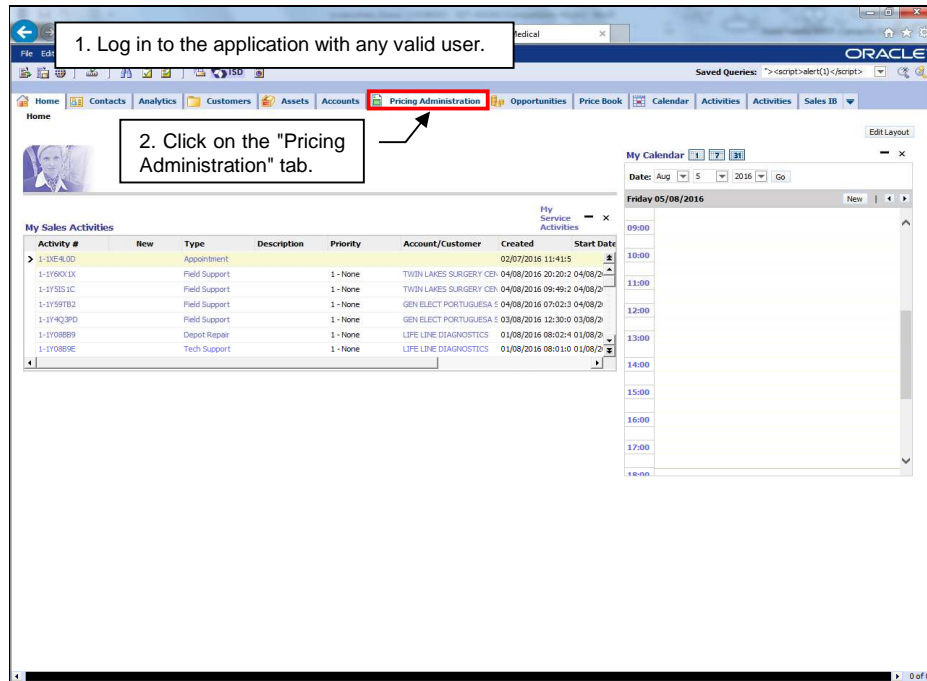 1. Log in to the application with any valid user.
Medical
File Edit
ORACLE
ISD
Saved Queries: "><script>alert(1)</script>
Home Contacts Analytics Customers Assets Accounts Pricing Administration Opportunities Price Book Calendar Activities Activities Sales IB
Home
2. Click on the "Pricing
Administration" tab.
Edit Layout
My Calendar 1 7 31
Date: Aug 5 2016 Go
Friday 05/08/2016 New
My Sales Activities
My
Service
Activities
Activity # New Type Description Priority Account/Customer Created Start Date
1-1XE4L0D Appointment 02/07/2016 11:41:5
1-1Y6KX1X Field Support 1 - None TWIN LAKES SURGERY CEN 04/08/2016 20:20:2 04/08/2
1-1Y5IS1C Field Support 1 - None TWIN LAKES SURGERY CEN 04/08/2016 09:49:2 04/08/2
1-1Y59TB2 Field Support 1 - None GEN ELECT PORTUGUESA S 04/08/2016 07:02:3 04/08/2
1-1Y4Q3PD Field Support 1 - None GEN ELECT PORTUGUESA S 03/08/2016 12:30:0 03/08/2
1-1Y08BB9 Depot Repair 1 - None LIFE LINE DIAGNOSTICS 01/08/2016 08:02:4 01/08/2
1-1Y08B9E Tech Support 1 - None LIFE LINE DIAGNOSTICS 01/08/2016 08:01:0 01/08/2
09:00
10:00
11:00
12:00
13:00
14:00
15:00
16:00
17:00
18:00
0 of